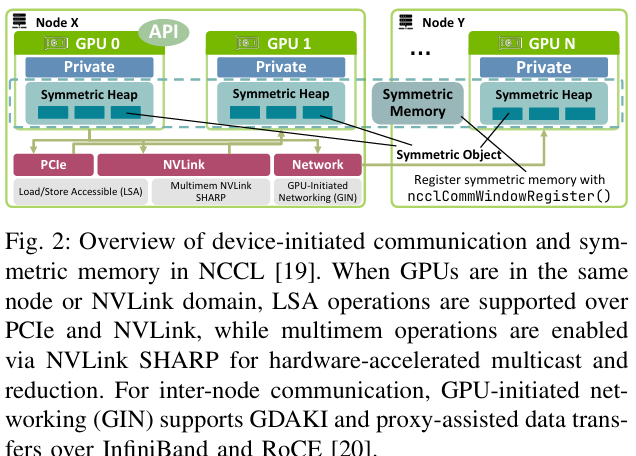 Node X
Node Y
API
GPU 0
GPU 1
...
GPU N
Private
Private
Private
Symmetric Heap
Symmetric Heap
Symmetric Memory
Symmetric Heap
Symmetric Object
PCIe
NVLink
Network
Load/Store Accessible (LSA)
Multimem NVLink SHARP
GPU-Initiated Networking (GIN)
Register symmetric memory with
ncclCommWindowRegister()
Fig. 2: Overview of device-initiated communication and sym-
metric memory in NCCL [19]. When GPUs are in the same
node or NVLink domain, LSA operations are supported over
PCIe and NVLink, while multimem operations are enabled
via NVLink SHARP for hardware-accelerated multicast and
reduction. For inter-node communication, GPU-initiated net-
working (GIN) supports GDAKI and proxy-assisted data trans-
fers over InfiniBand and RoCE [20].